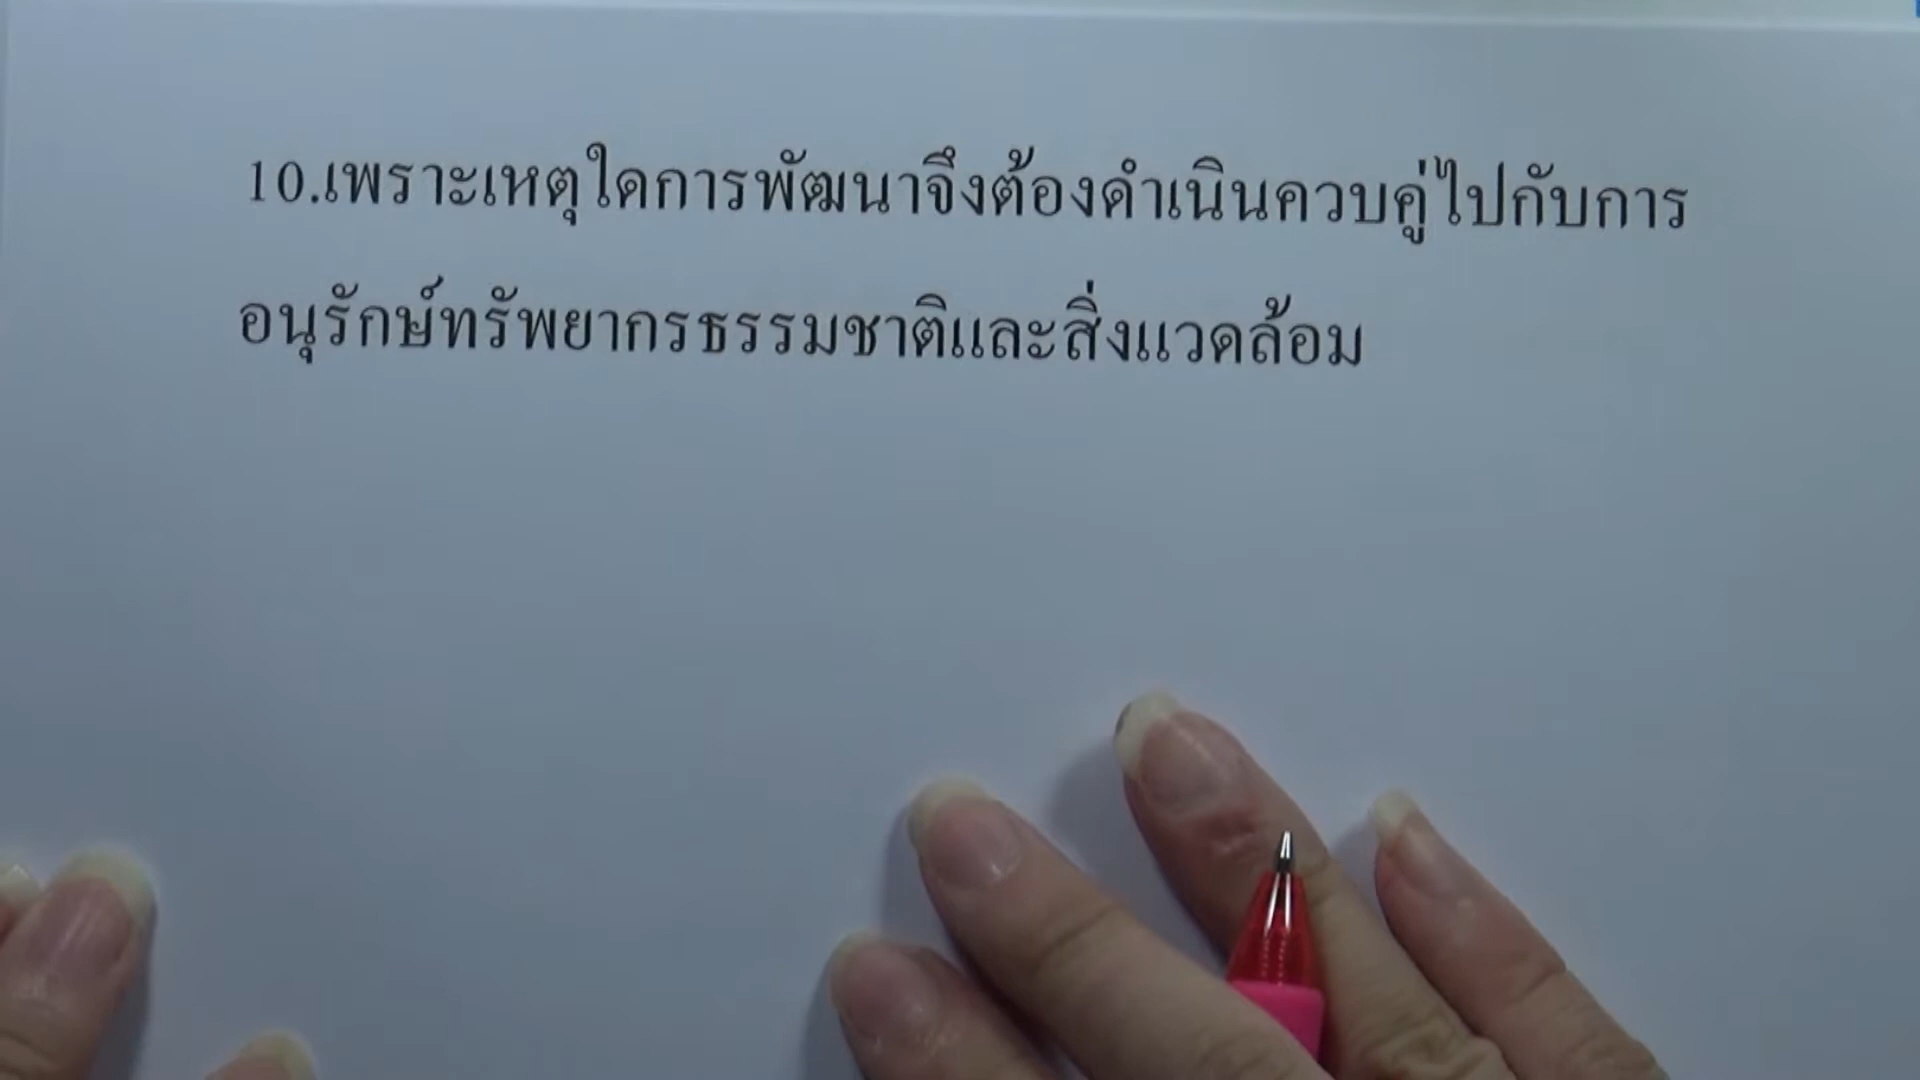 10.เพราะเหตุใดการพัฒนาจึงต้องดำเนินควบคู่ไปกับการ
อนุรักษ์ทรัพยากรธรรมชาติและสิ่งแวดล้อม